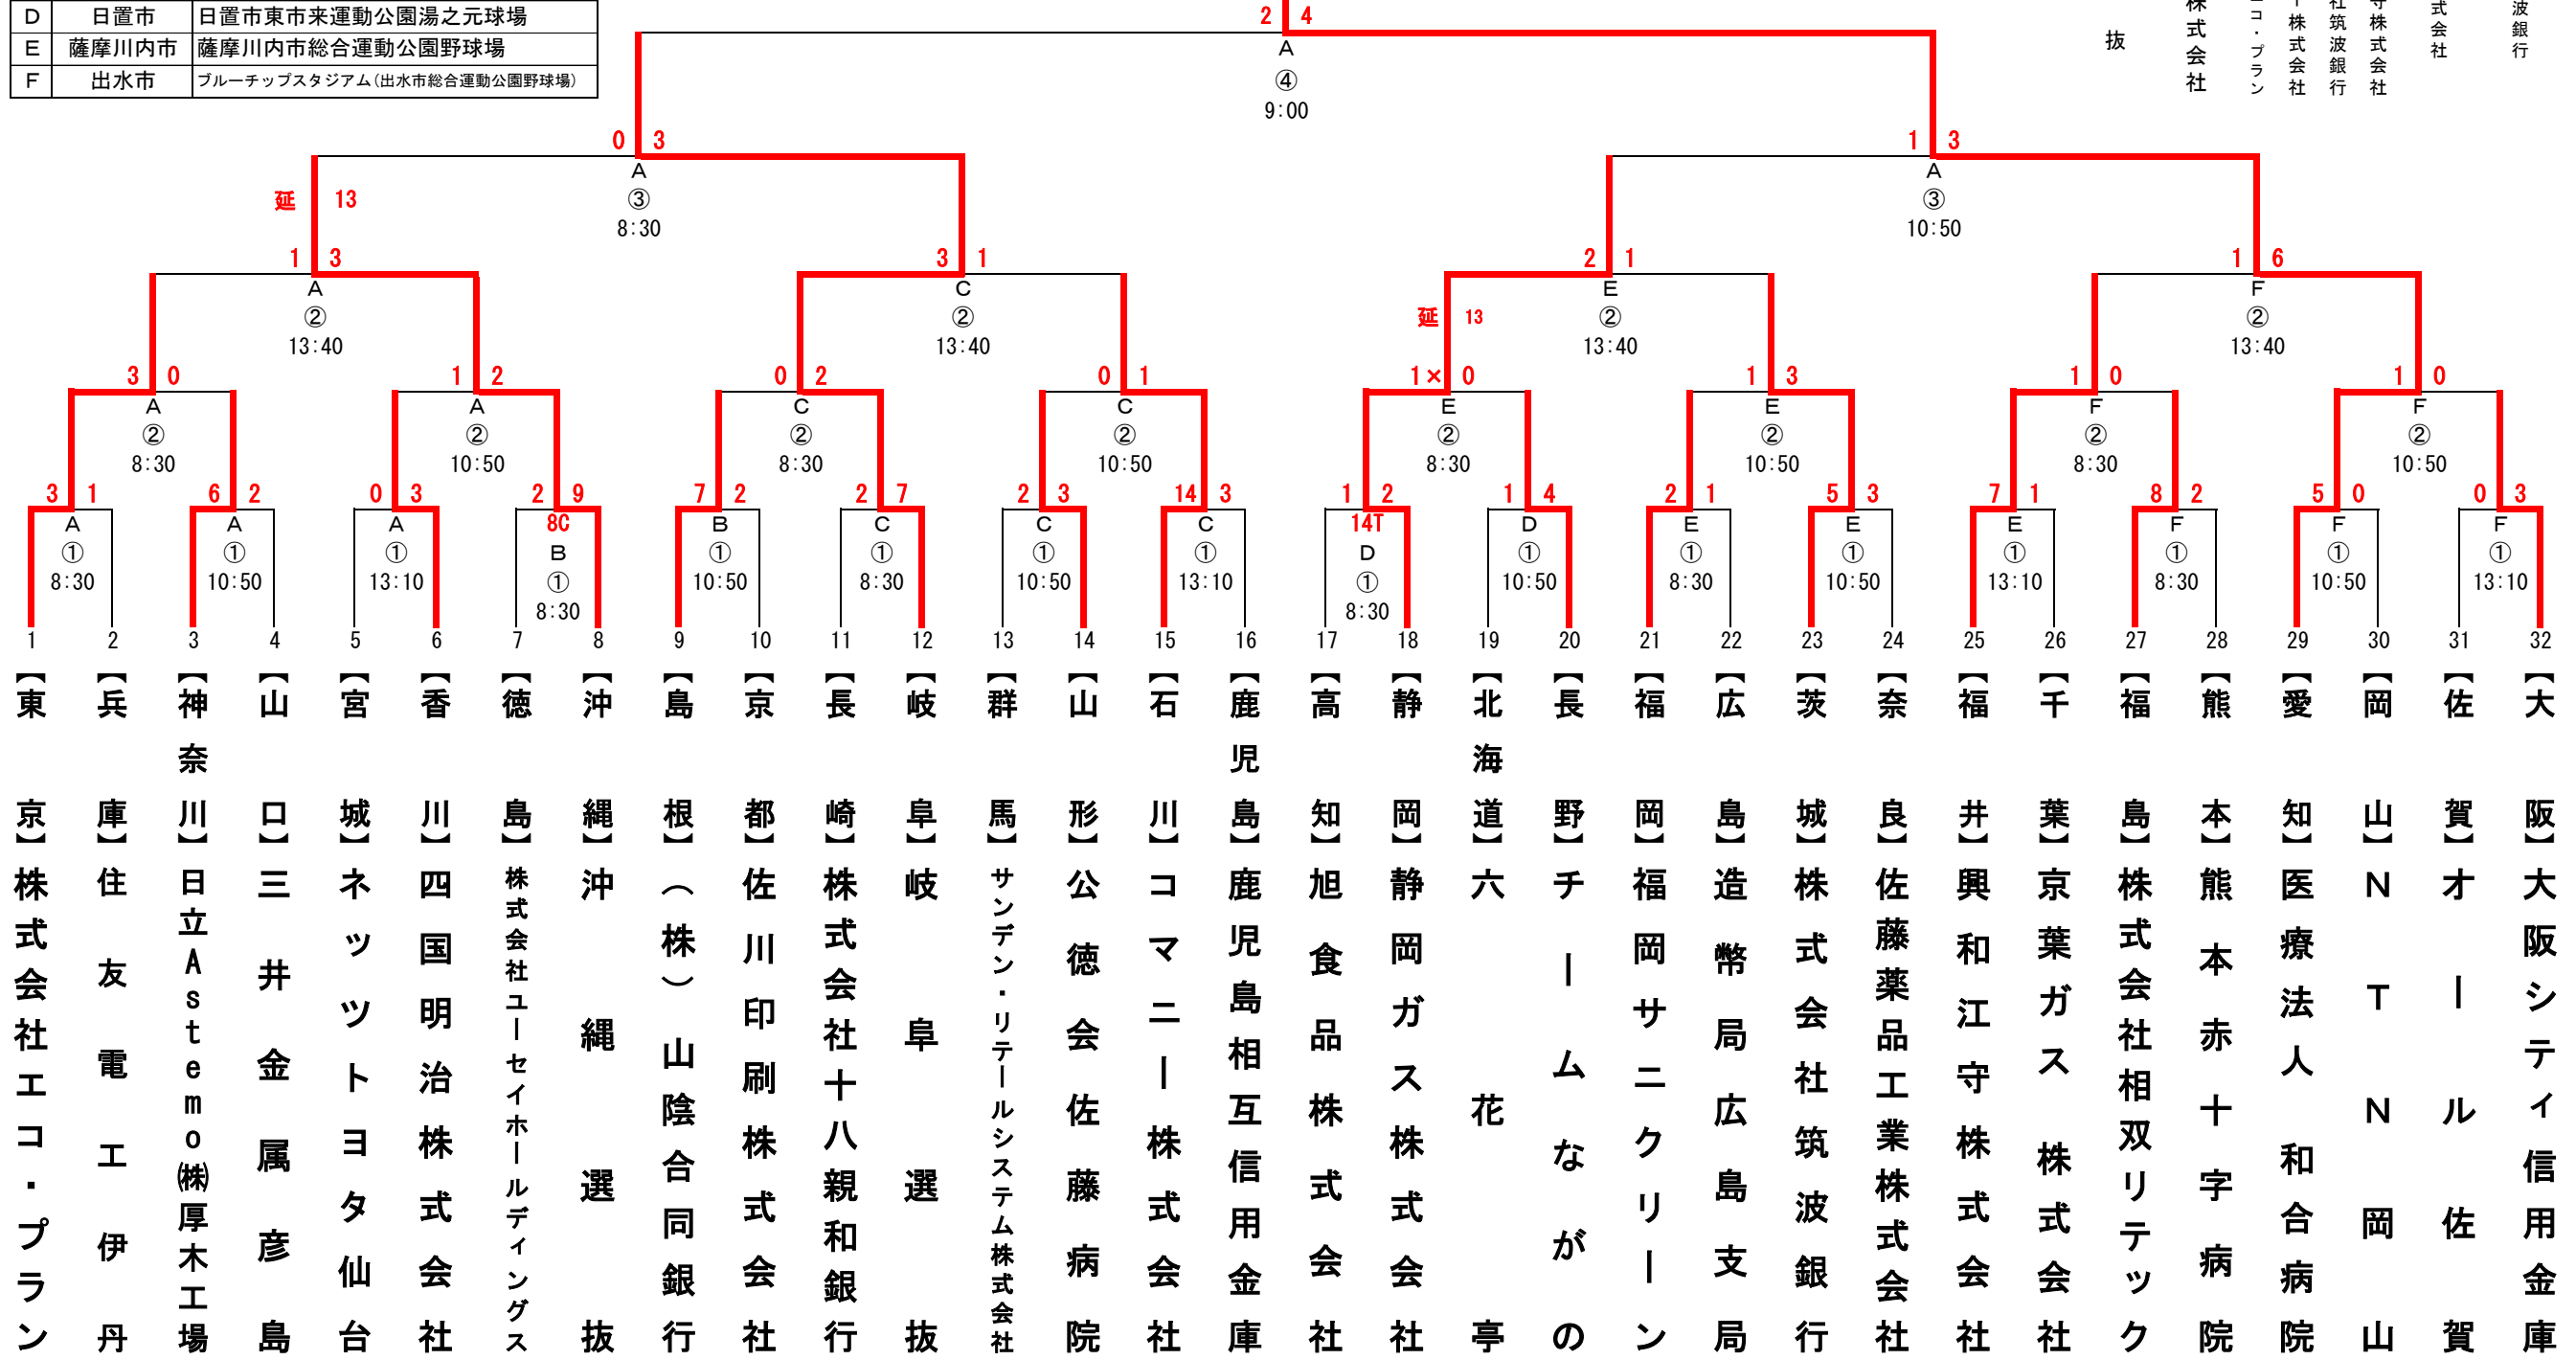 D 日置市 日置市東市来運動公園湯之元球場
E 薩摩川内市 薩摩川内市総合運動公園野球場
F 出水市 ブルーチップスタジアム(出水市総合運動公園野球場)
抜
株式会社
コ・プラン
株式会社
社筑波銀行
守株式会社
式会社
波銀行
2 4
A
④
9:00
0 3
A
③
8:30
1 3
A
③
10:50
延 13
1 3
A
②
13:40
3 1
C
②
13:40
2 1
E
②
13:40
1 6
F
②
13:40
延 13
3 0
A
②
8:30
1 2
A
②
10:50
0 2
C
②
8:30
0 1
C
②
10:50
1× 0
E
②
8:30
1 3
E
②
10:50
1 0
F
②
8:30
1 0
F
②
10:50
3 1
A
①
8:30
6 2
A
①
10:50
0 3
A
①
13:10
2 9
8C
B
①
8:30
7 2
B
①
10:50
2 7
C
①
8:30
2 3
C
①
10:50
14 3
C
①
13:10
1 2
14T
D
①
8:30
1 4
D
①
10:50
2 1
E
①
8:30
5 3
E
①
10:50
7 1
E
①
13:10
8 2
F
①
8:30
5 0
F
①
10:50
0 3
F
①
13:10
1 【東京】株式会社エコ・プラン
2 【兵庫】住友電工伊丹
3 【神奈川】日立Astemo㈱厚木工場
4 【山口】三井金属彦島
5 【宮城】ネッツトヨタ仙台
6 【香川】四国明治株式会社
7 【徳島】株式会社ユーセイホールディングス
8 【沖縄】沖縄選抜
9 【島根】(株)山陰合同銀行
10 【京都】佐川印刷株式会社
11 【長崎】株式会社十八親和銀行
12 【岐阜】岐阜選抜
13 【群馬】サンデン・リテールシステム株式会社
14 【山形】公徳会佐藤病院
15 【石川】コマニー株式会社
16 【鹿児島】鹿児島相互信用金庫
17 【高知】旭食品株式会社
18 【静岡】静岡ガス株式会社
19 【北海道】六花亭
20 【長野】チームながの
21 【福岡】福岡サニクリーン
22 【広島】造幣局広島支局
23 【茨城】株式会社筑波銀行
24 【奈良】佐藤薬品工業株式会社
25 【福井】興和江守株式会社
26 【千葉】京葉ガス株式会社
27 【福島】株式会社相双リテック
28 【熊本】熊本赤十字病院
29 【愛知】医療法人和合病院
30 【岡山】NTN岡山
31 【佐賀】オール佐賀
32 【大阪】大阪シティ信用金庫